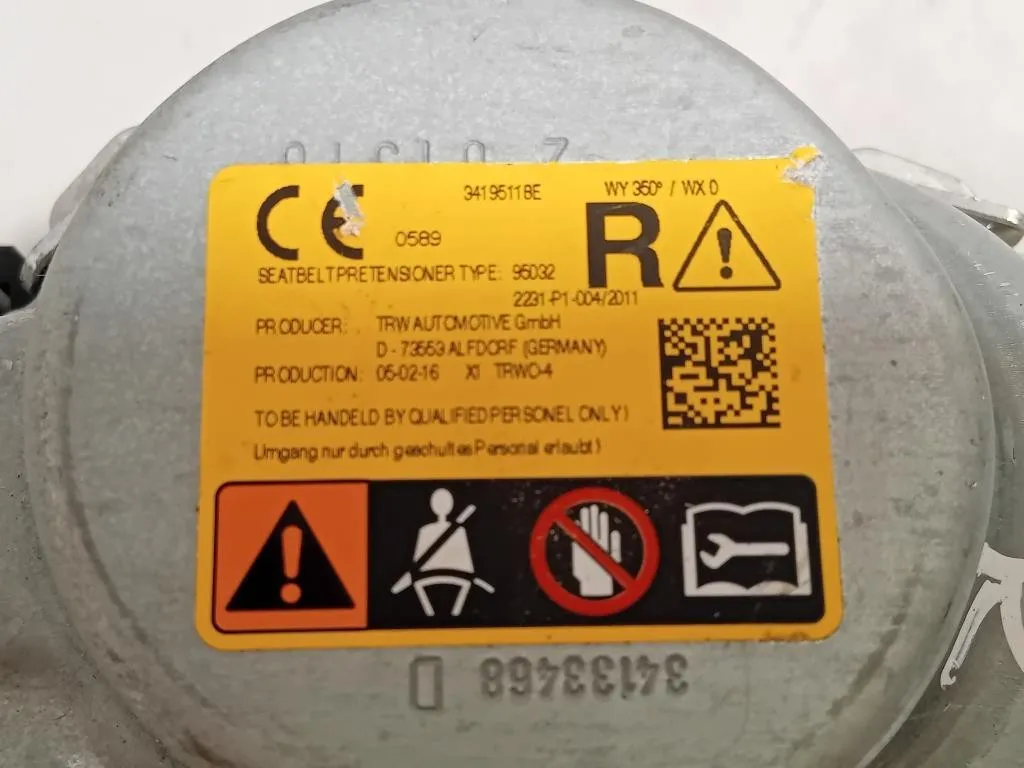 34195118E WY 350° / WX 0
CE 0589 R
SEATBELTPRETENSIONER TYPE: 95032
2231-P1-004/2011
PRODUCER: TRW AUTOMOTIVE GmbH
D - 73553 ALFDORF (GERMANY)
PRODUCTION: 05-02-16 XI TRWO-4
TO BE HANDELD BY QUALIFIED PERSONEL ONLY)
Umgang nur durch geschultes Personal erlaubt)
34133468 D